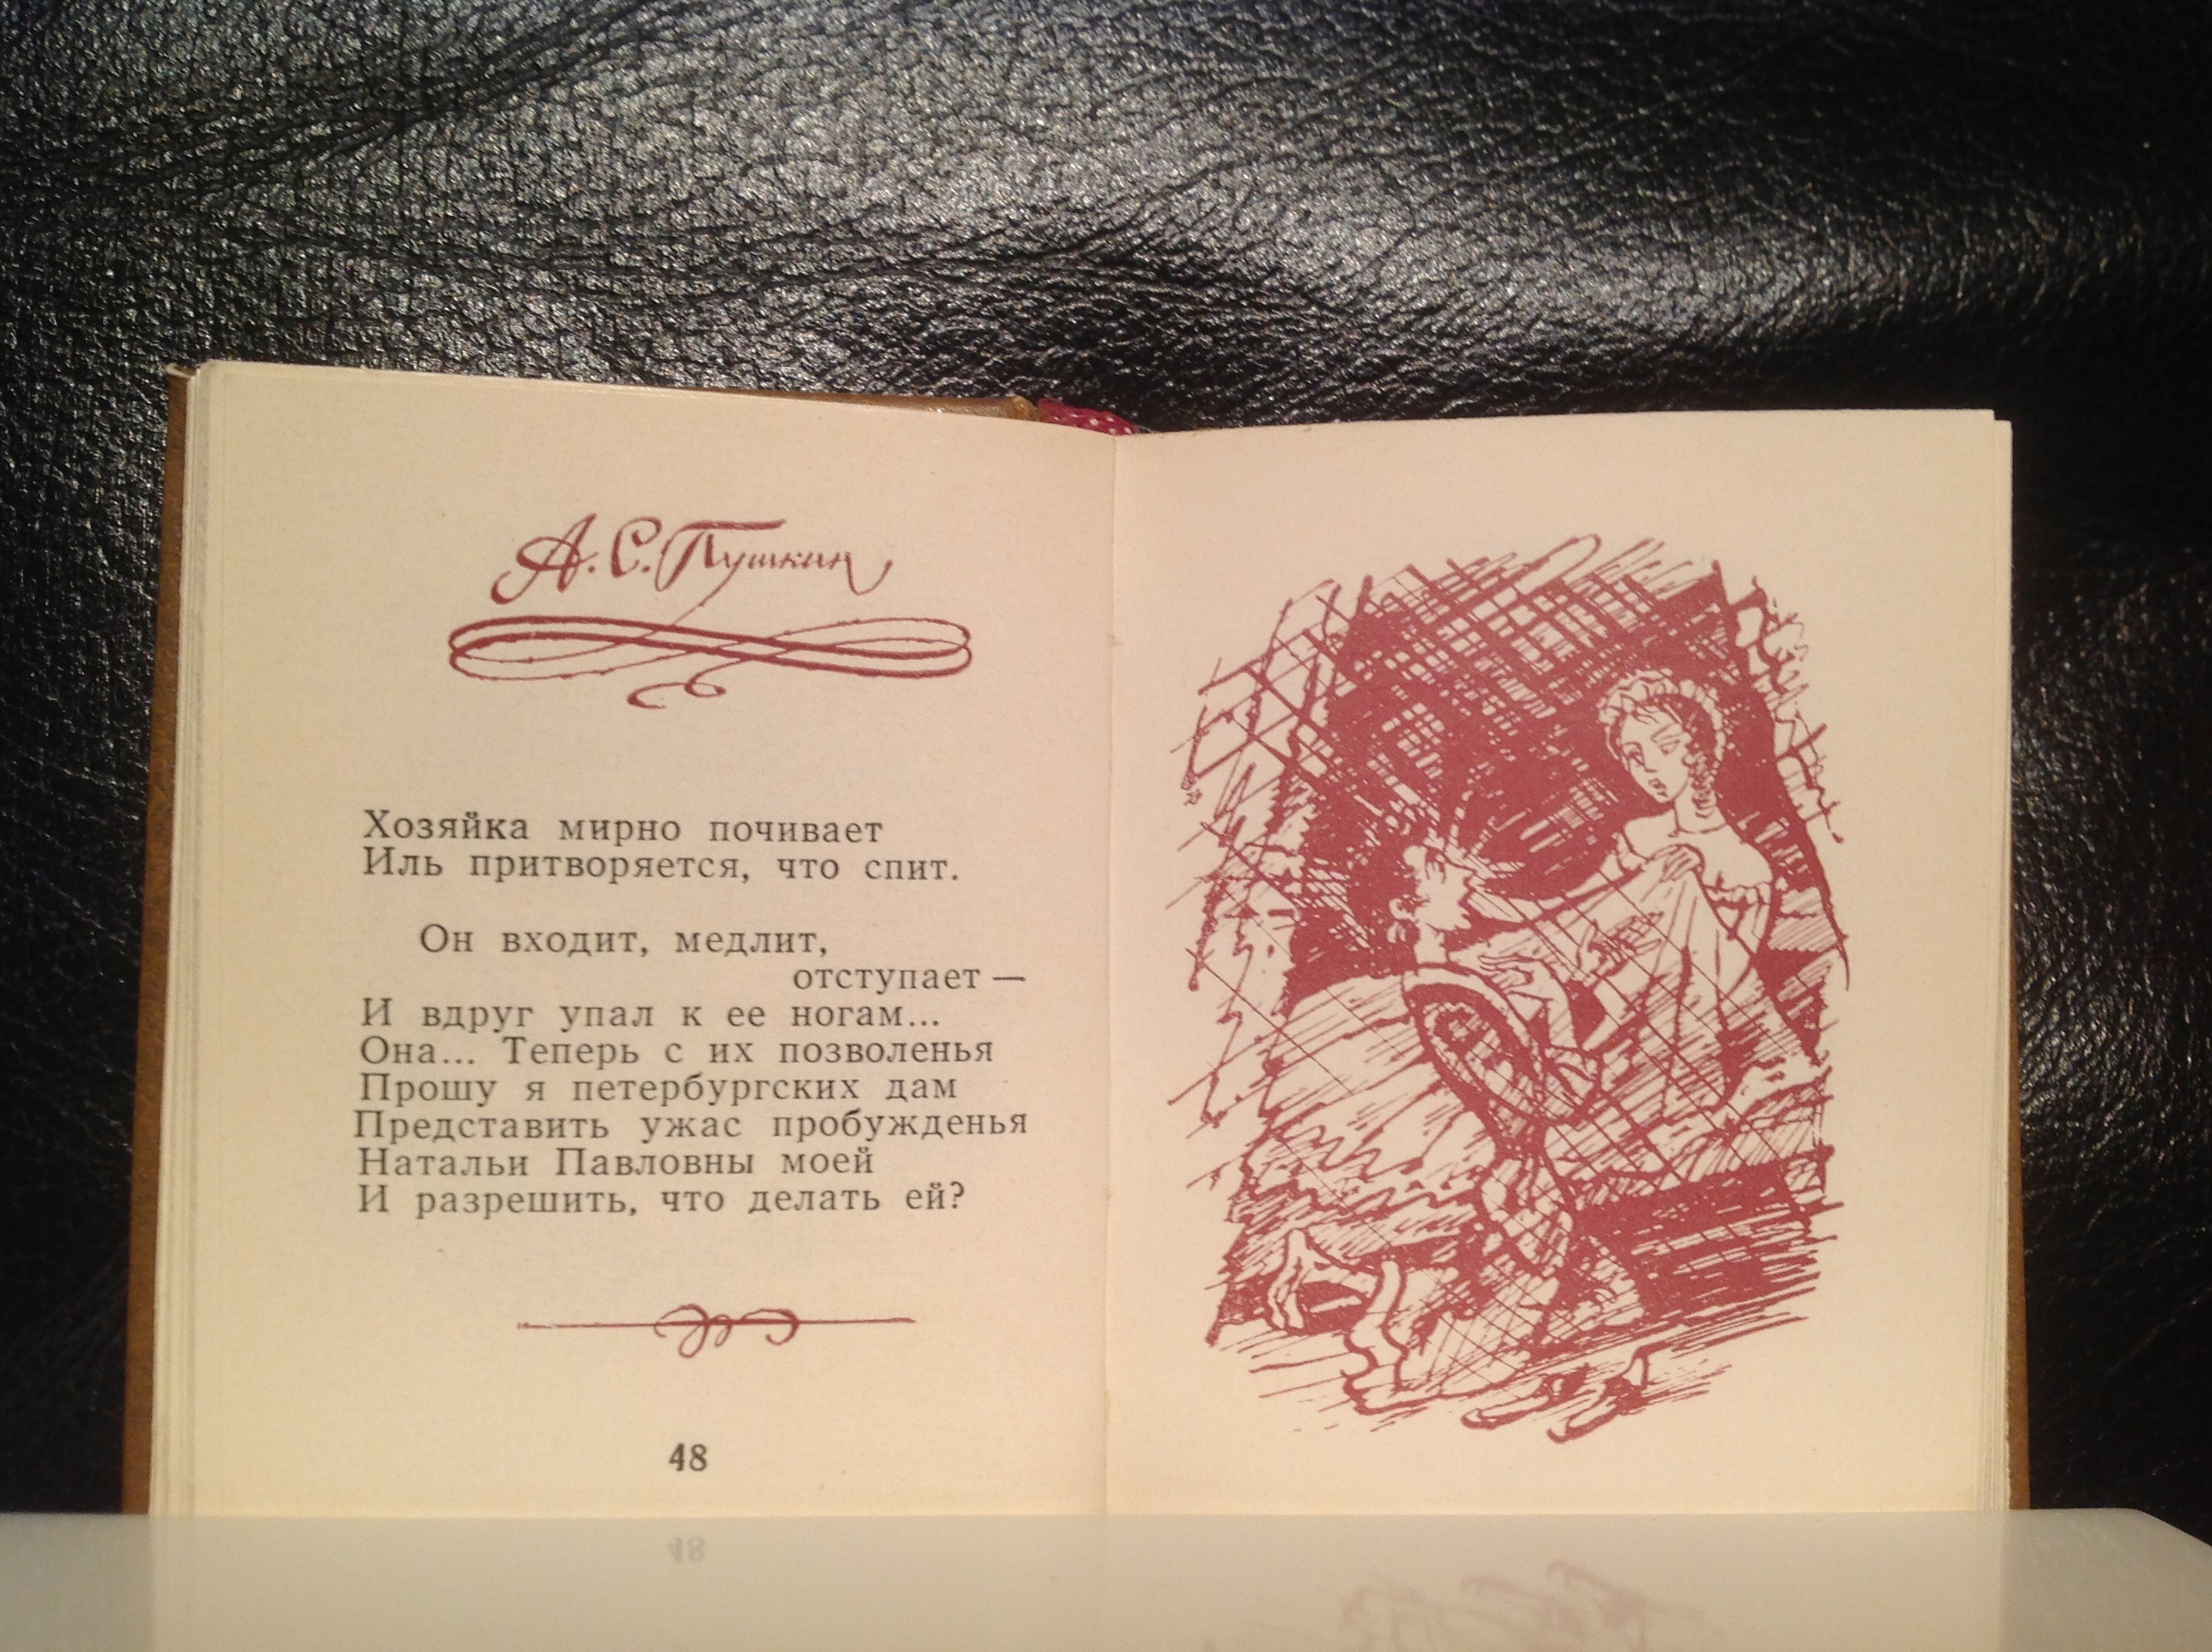 А. С. Пушкин
Хозяйка мирно почивает
Иль притворяется, что спит.
Он входит, медлит,
отступает —
И вдруг упал к ее ногам...
Она... Теперь с их позволенья
Прошу я петербургских дам
Представить ужас пробужденья
Натальи Павловны моей
И разрешить, что делать ей?
48